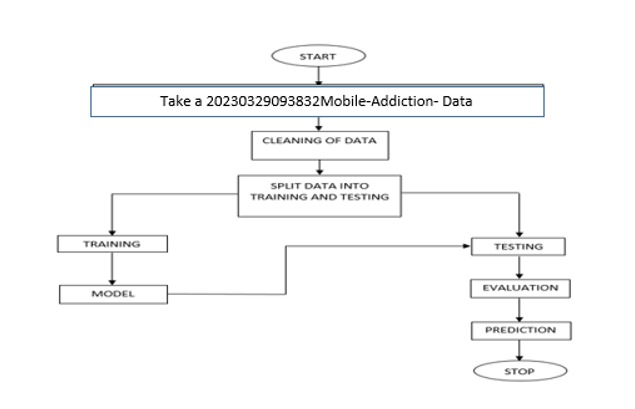 START
Take a 20230329093832Mobile-Addiction- Data
CLEANING OF DATA
SPLIT DATA INTO
TRAINING AND TESTING
TRAINING
TESTING
MODEL
EVALUATION
PREDICTION
STOP